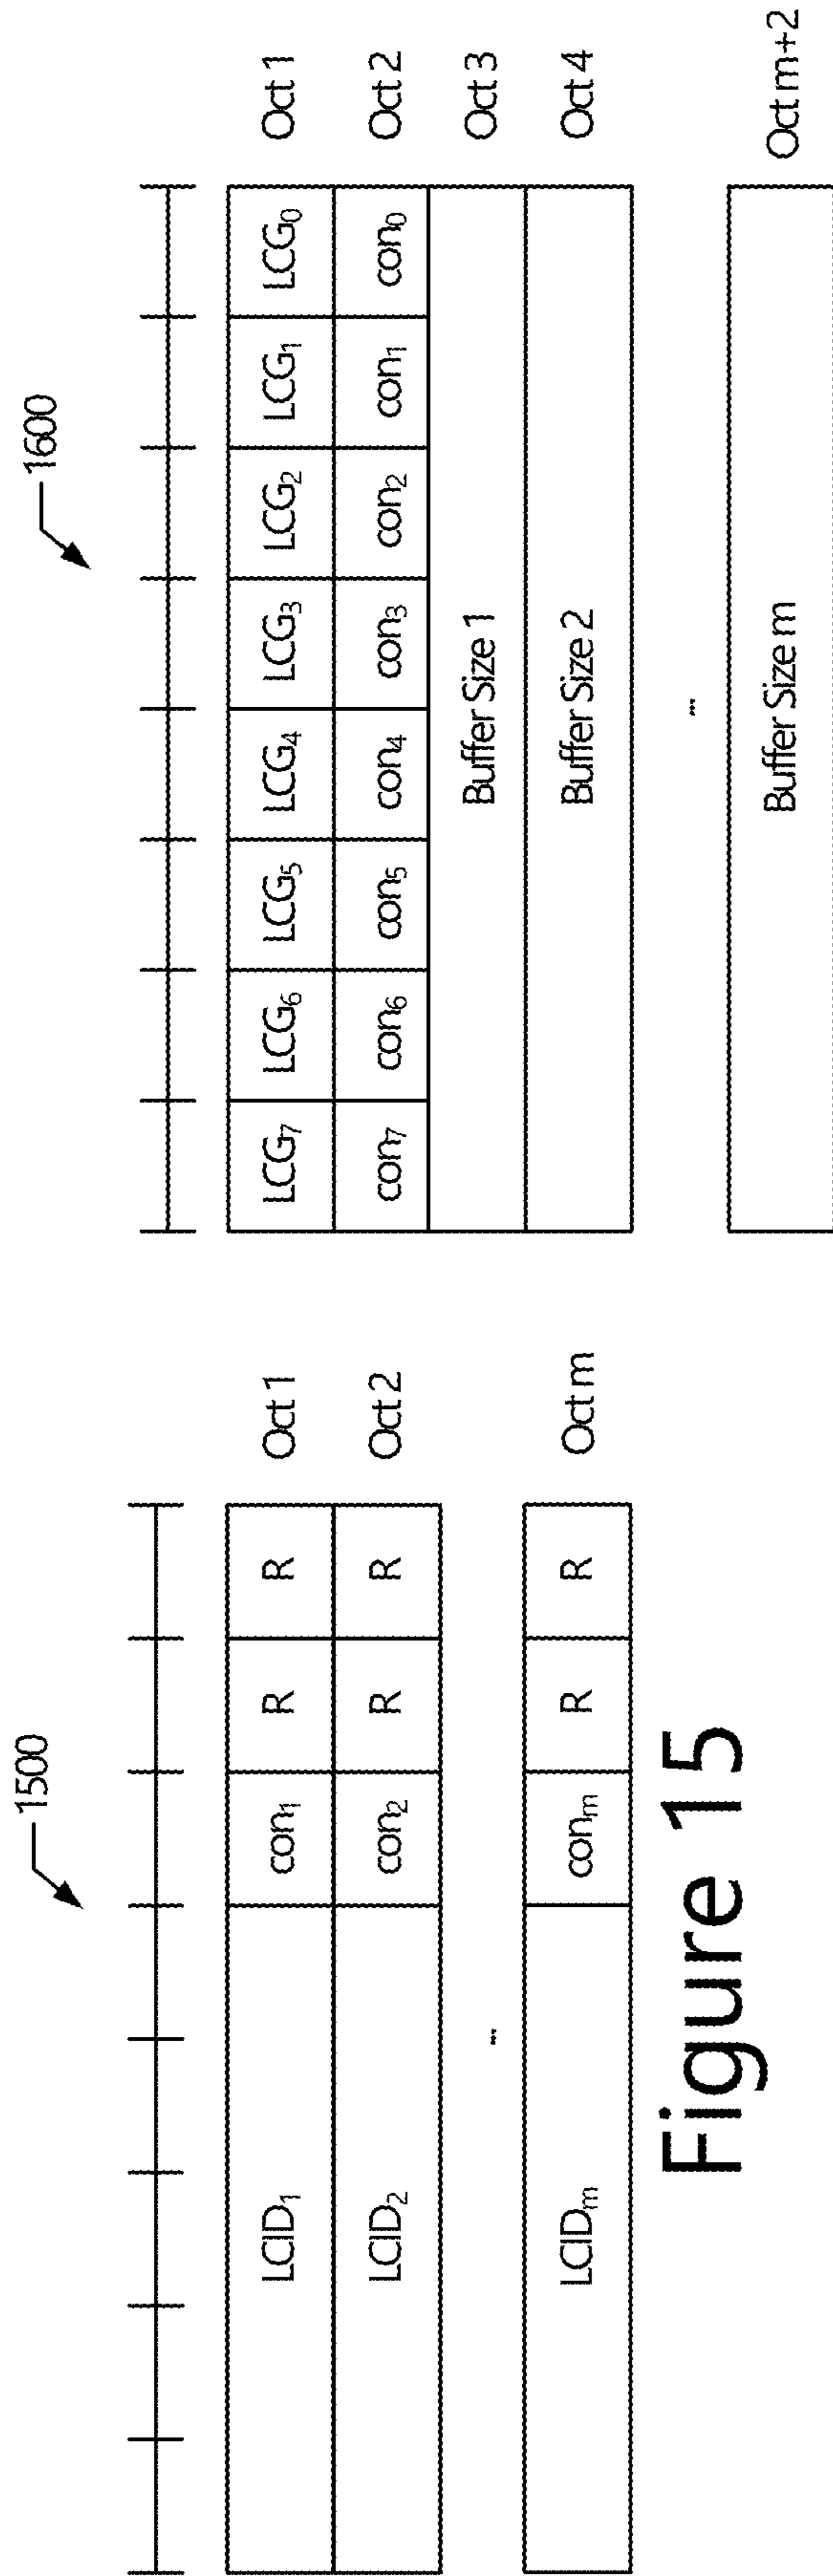 1500
LCID₁ con₁ R R Oct 1
LCID₂ con₂ R R Oct 2
...
LCIDₘ conₘ R R Oct m
Figure 15
1600
LCG₇ LCG₆ LCG₅ LCG₄ LCG₃ LCG₂ LCG₁ LCG₀ Oct 1
con₇ con₆ con₅ con₄ con₃ con₂ con₁ con₀ Oct 2
Buffer Size 1 Oct 3
Buffer Size 2 Oct 4
...
Buffer Size m Oct m+2